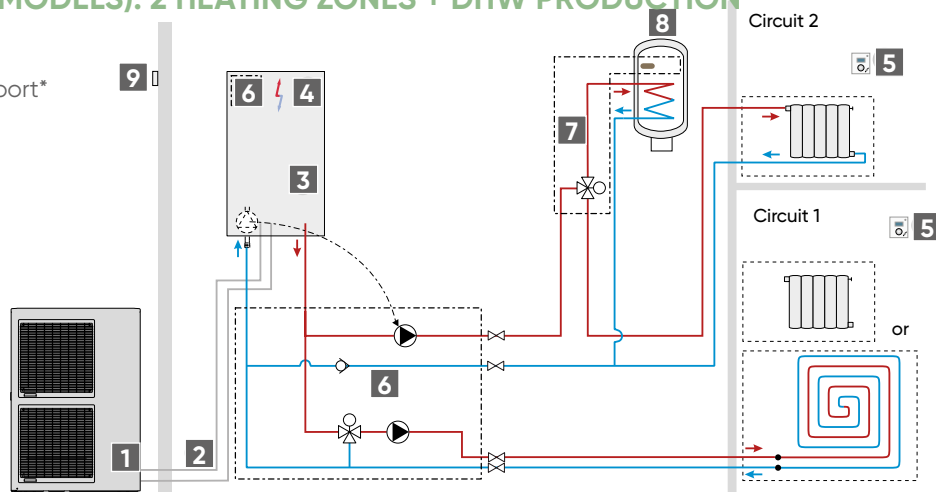 MODELS): 2 HEATING ZONES + DHW PRODUCTION
port*
9
6
4
3
8
7
Circuit 2
5
Circuit 1
5
or
6
1
2